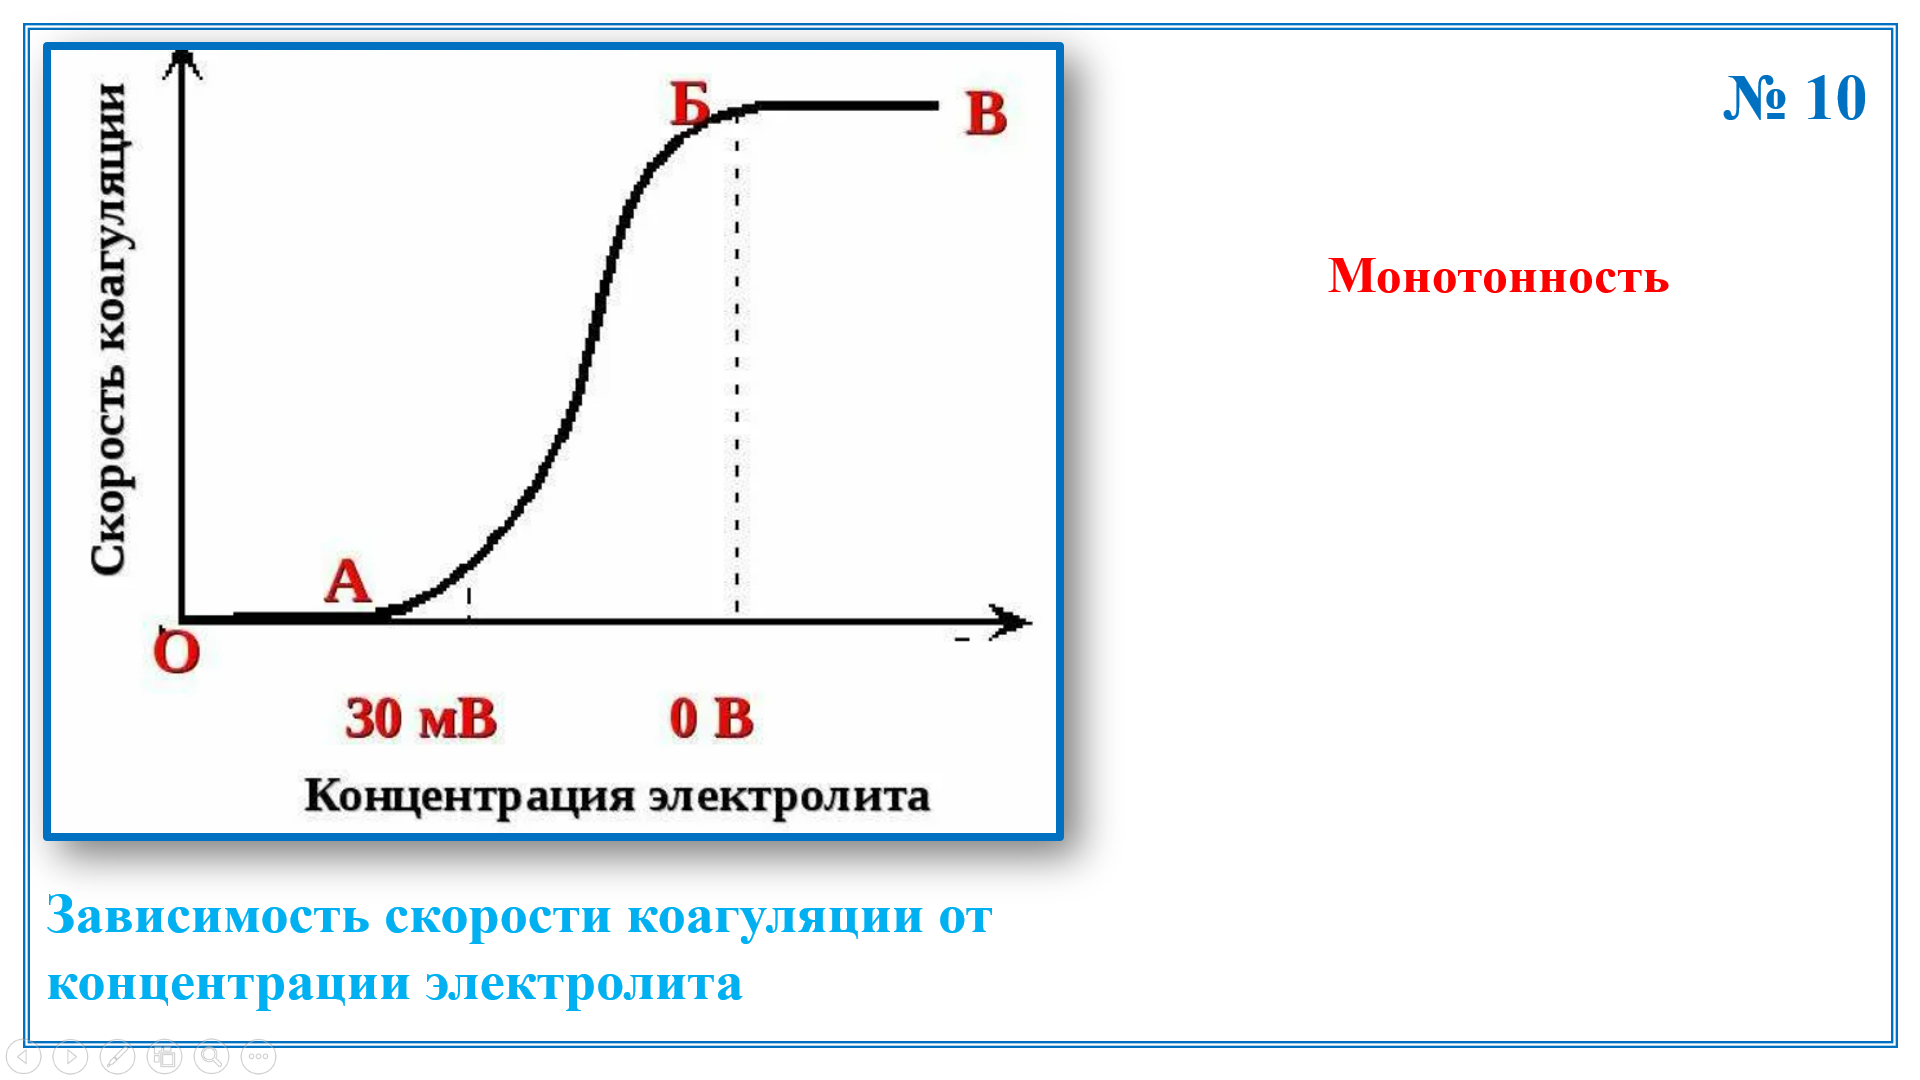 № 10
Монотонность
Скорость коагуляции
Б
В
А
О
30 мВ
0 В
Концентрация электролита
Зависимость скорости коагуляции от
концентрации электролита